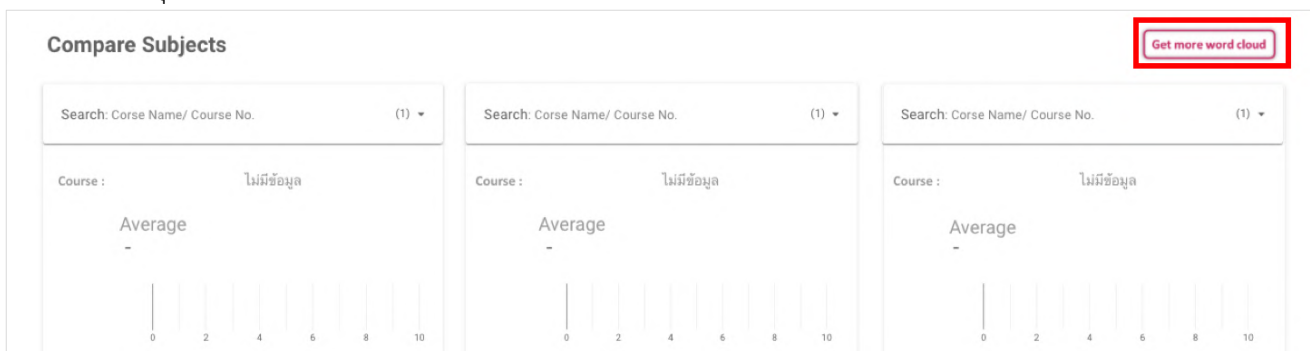 Compare Subjects
Get more word cloud
Search: Corse Name/ Course No. (1)
Search: Corse Name/ Course No. (1)
Search: Corse Name/ Course No. (1)
Course : ไม่มีข้อมูล
Course : ไม่มีข้อมูล
Course : ไม่มีข้อมูล
Average
-
Average
-
Average
-
0 2 4 6 8 10
0 2 4 6 8 10
0 2 4 6 8 10